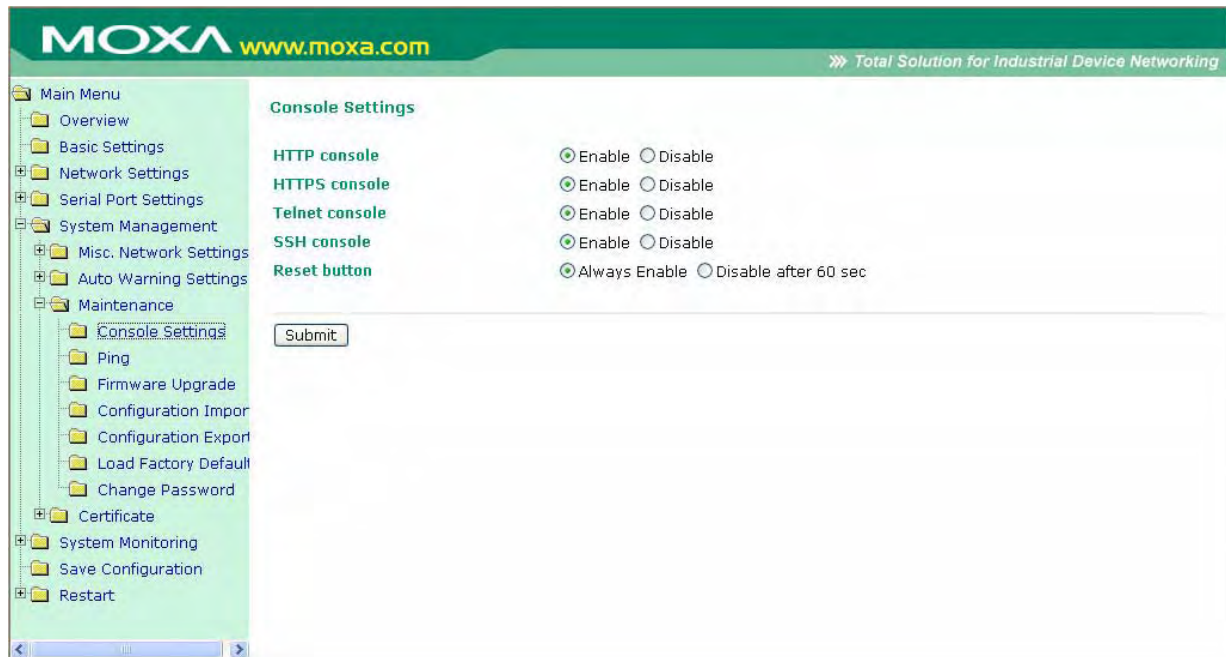 MOXA www.moxa.com
Total Solution for Industrial Device Networking
Main Menu
Overview
Basic Settings
Network Settings
Serial Port Settings
System Management
Misc. Network Settings
Auto Warning Settings
Maintenance
Console Settings
Ping
Firmware Upgrade
Configuration Impor
Configuration Export
Load Factory Default
Change Password
Certificate
System Monitoring
Save Configuration
Restart
Console Settings
HTTP console Enable Disable
HTTPS console Enable Disable
Telnet console Enable Disable
SSH console Enable Disable
Reset button Always Enable Disable after 60 sec
Submit